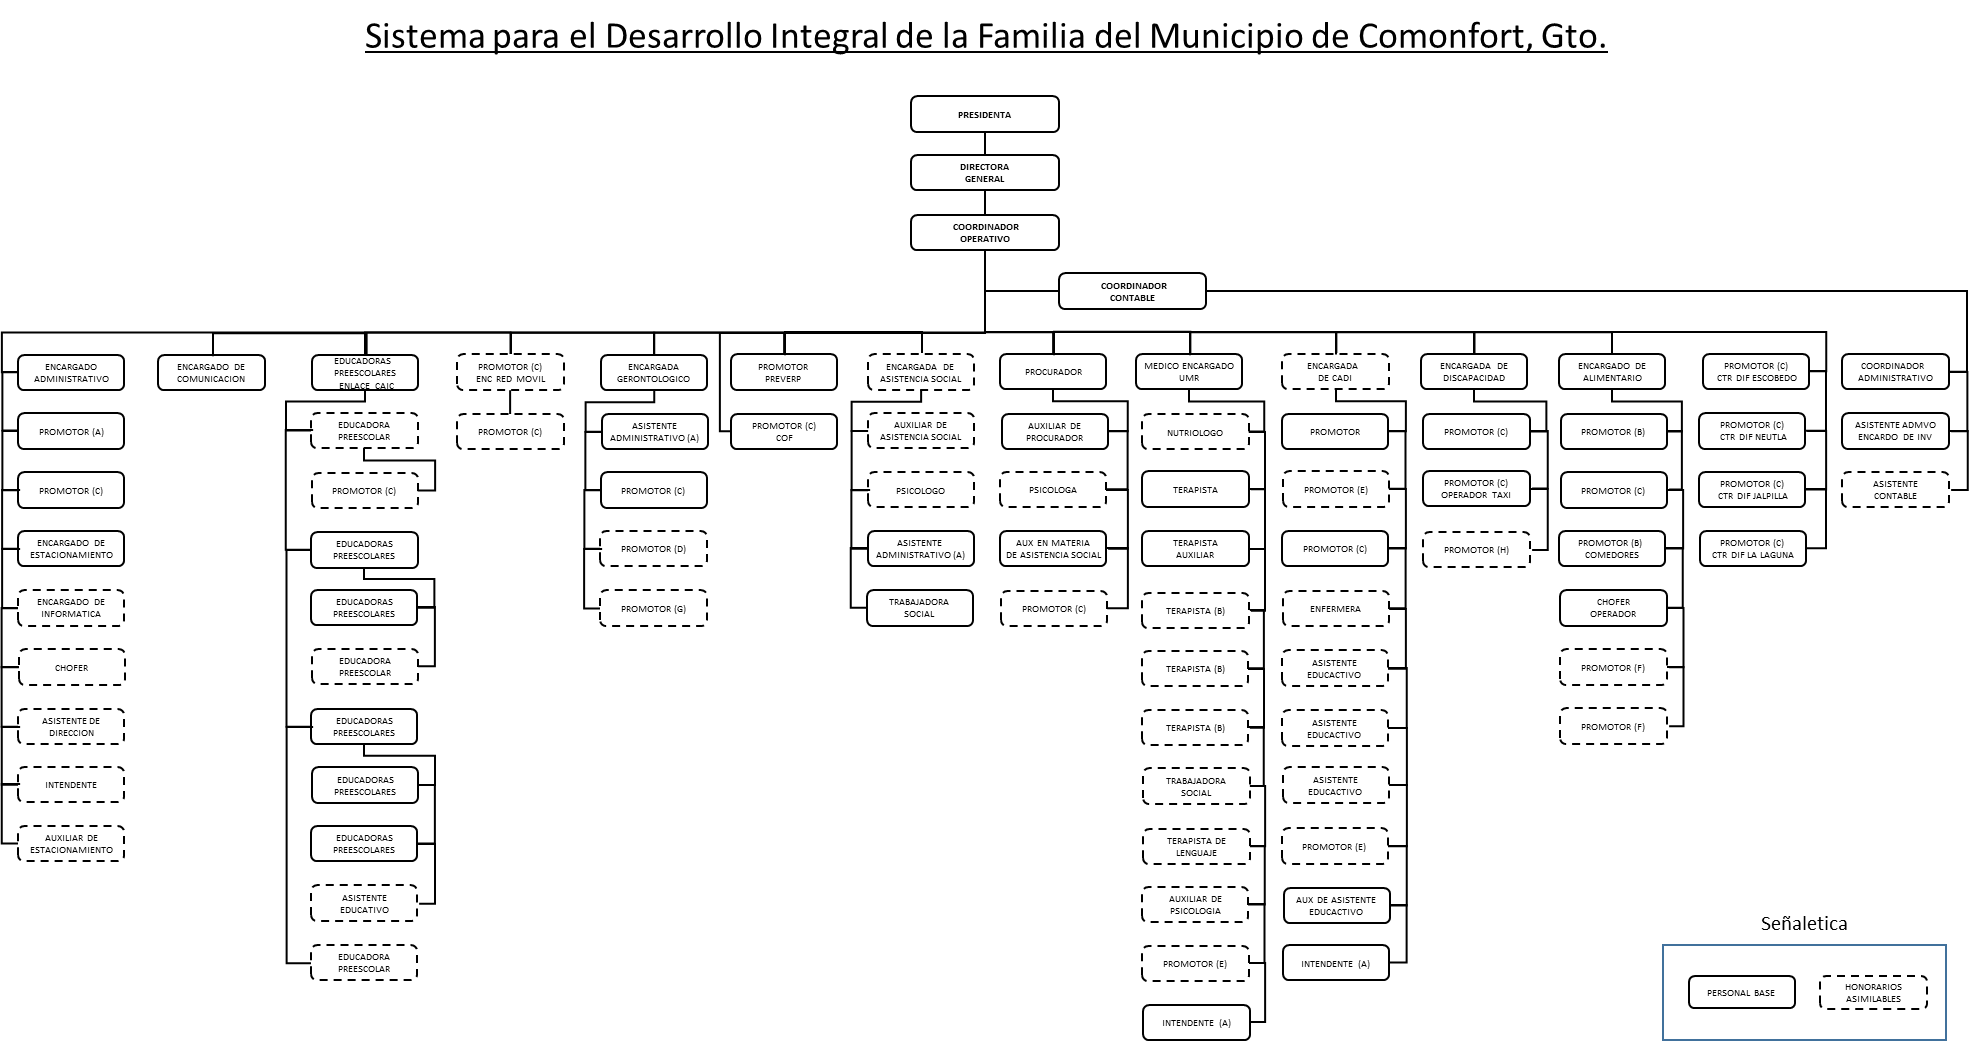 Sistema para el Desarrollo Integral de la Familia del Municipio de Comonfort, Gto.
PRESIDENTA
DIRECTORA
GENERAL
COORDINADOR
OPERATIVO
COORDINADOR
CONTABLE
ENCARGADO
ADMINISTRATIVO
PROMOTOR (A)
PROMOTOR (C)
ENCARGADO DE
ESTACIONAMIENTO
ENCARGADO DE
INFORMATICA
CHOFER
ASISTENTE DE
DIRECCION
INTENDENTE
AUXILIAR DE
ESTACIONAMIENTO
ENCARGADO DE
COMUNICACION
EDUCADORAS
PREESCOLARES
ENLACE CAIC
EDUCADORA
PREESCOLAR
PROMOTOR (C)
EDUCADORAS
PREESCOLARES
EDUCADORAS
PREESCOLARES
EDUCADORA
PREESCOLAR
EDUCADORAS
PREESCOLARES
EDUCADORAS
PREESCOLARES
EDUCADORAS
PREESCOLARES
ASISTENTE
EDUCATIVO
EDUCADORA
PREESCOLAR
PROMOTOR (C)
ENC RED MOVIL
PROMOTOR (C)
ENCARGADA
GERONTOLOGICO
ASISTENTE
ADMINISTRATIVO (A)
PROMOTOR (C)
PROMOTOR (D)
PROMOTOR (G)
PROMOTOR
PREVERP
PROMOTOR (C)
COF
ENCARGADA DE
ASISTENCIA SOCIAL
AUXILIAR DE
ASISTENCIA SOCIAL
PSICOLOGO
ASISTENTE
ADMINISTRATIVO (A)
TRABAJADORA
SOCIAL
PROCURADOR
AUXILIAR DE
PROCURADOR
PSICOLOGA
AUX EN MATERIA
DE ASISTENCIA SOCIAL
PROMOTOR (C)
MEDICO ENCARGADO
UMR
NUTRIOLOGO
TERAPISTA
TERAPISTA
AUXILIAR
TERAPISTA (B)
TERAPISTA (B)
TERAPISTA (B)
TRABAJADORA
SOCIAL
TERAPISTA DE
LENGUAJE
AUXILIAR DE
PSICOLOGIA
PROMOTOR (E)
INTENDENTE (A)
ENCARGADA
DE CADI
PROMOTOR
PROMOTOR (E)
PROMOTOR (C)
ENFERMERA
ASISTENTE
EDUCACTIVO
ASISTENTE
EDUCACTIVO
ASISTENTE
EDUCACTIVO
PROMOTOR (E)
AUX DE ASISTENTE
EDUCACTIVO
INTENDENTE (A)
ENCARGADA DE
DISCAPACIDAD
PROMOTOR (C)
PROMOTOR (C)
OPERADOR TAXI
PROMOTOR (H)
ENCARGADO DE
ALIMENTARIO
PROMOTOR (B)
PROMOTOR (C)
PROMOTOR (B)
COMEDORES
CHOFER
OPERADOR
PROMOTOR (F)
PROMOTOR (F)
PROMOTOR (C)
CTR DIF ESCOBEDO
PROMOTOR (C)
CTR DIF NEUTLA
PROMOTOR (C)
CTR DIF JALPILLA
PROMOTOR (C)
CTR DIF LA LAGUNA
COORDINADOR
ADMINISTRATIVO
ASISTENTE ADMVO
ENCARDO DE INV
ASISTENTE
CONTABLE
Señaletica
PERSONAL BASE
HONORARIOS
ASIMILABLES